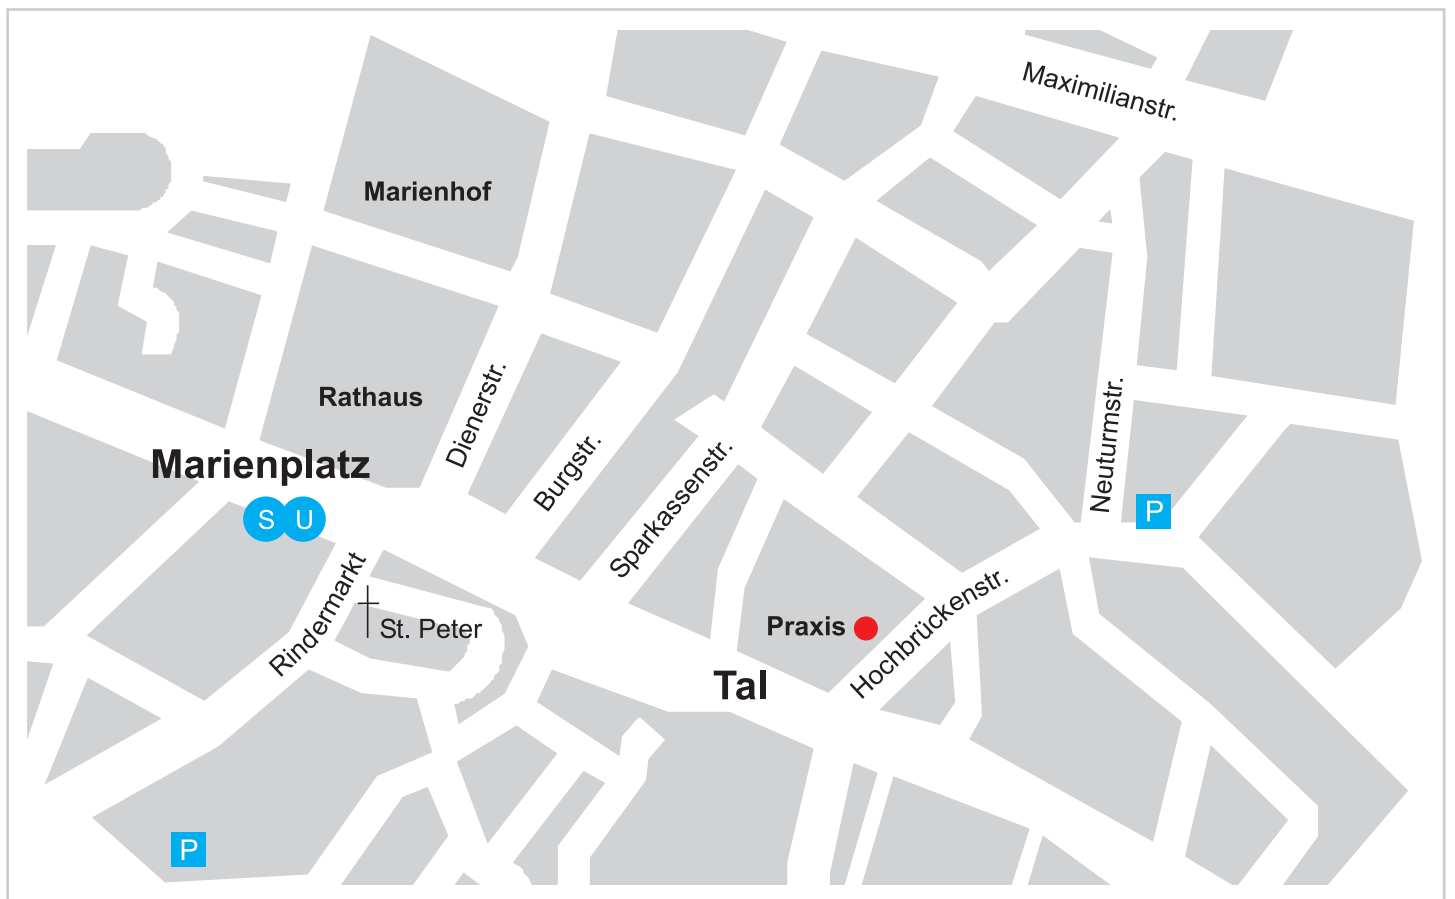 Maximilianstr.
Marienhof
Rathaus
Dienerstr.
Neuturmstr.
Marienplatz
Burgstr.
Sparkassenstr.
S U
P
Rindermarkt
St. Peter
Praxis
Hochbrückenstr.
Tal
P